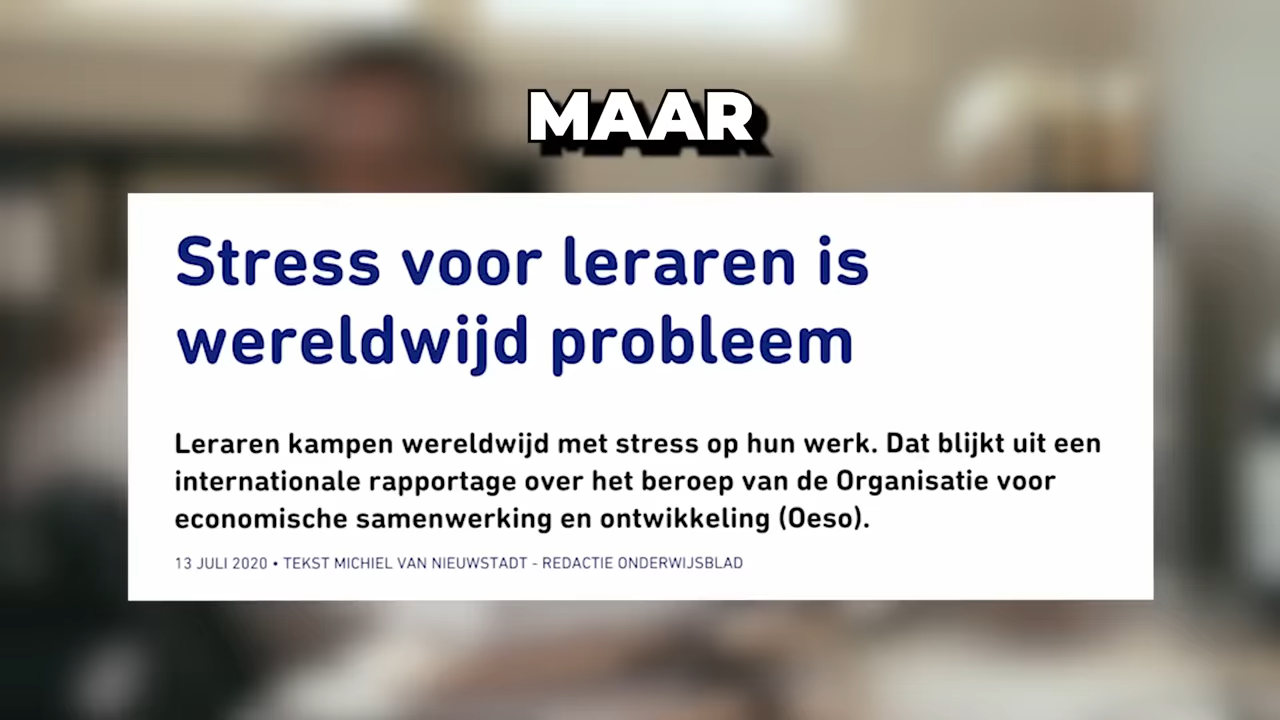 MAAR
Stress voor leraren is
wereldwijd probleem
Leraren kampen wereldwijd met stress op hun werk. Dat blijkt uit een
internationale rapportage over het beroep van de Organisatie voor
economische samenwerking en ontwikkeling (Oeso).
13 JULI 2020 • TEKST MICHIEL VAN NIEUWSTADT - REDACTIE ONDERWIJSBLAD